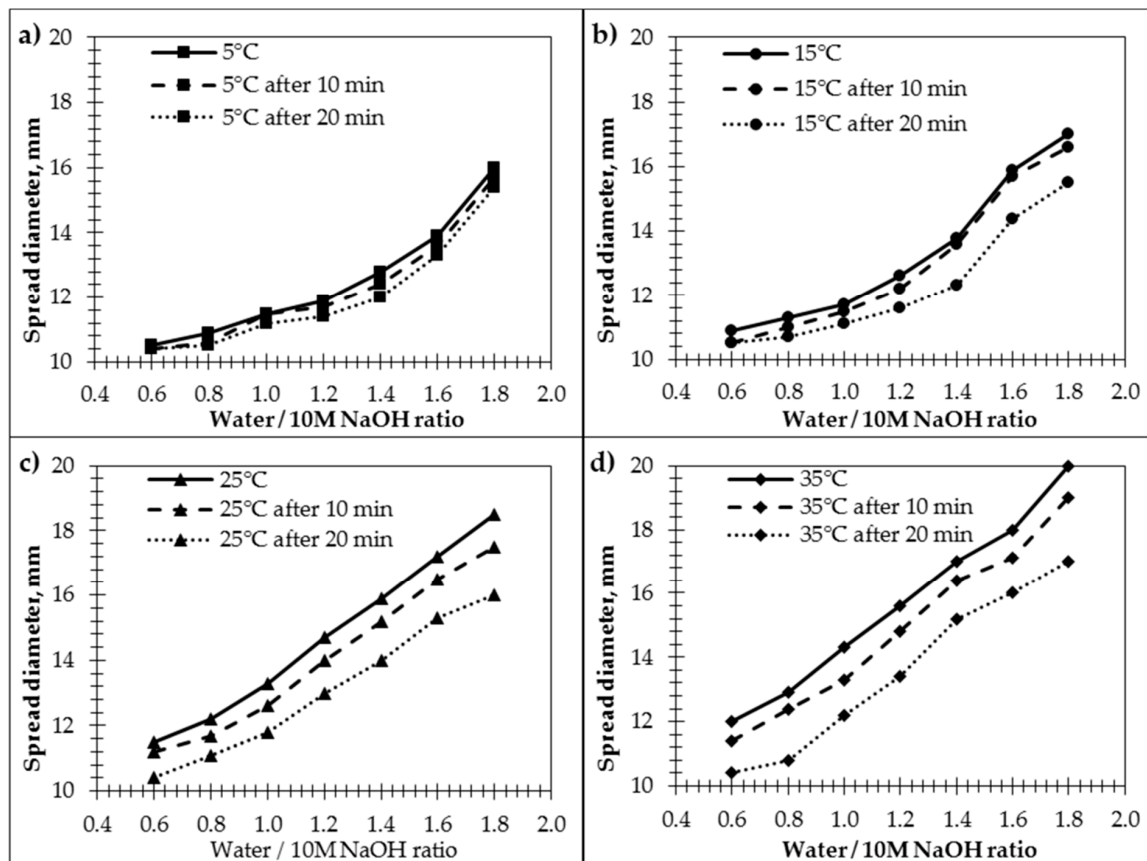 a)
20
18
16
14
12
10
Spread diameter, mm
5°C
5°C after 10 min
5°C after 20 min
0.4 0.6 0.8 1.0 1.2 1.4 1.6 1.8 2.0
Water / 10M NaOH ratio
b)
20
18
16
14
12
10
Spread diameter, mm
15°C
15°C after 10 min
15°C after 20 min
0.4 0.6 0.8 1.0 1.2 1.4 1.6 1.8 2.0
Water / 10M NaOH ratio
c)
20
18
16
14
12
10
Spread diameter, mm
25°C
25°C after 10 min
25°C after 20 min
0.4 0.6 0.8 1.0 1.2 1.4 1.6 1.8 2.0
Water / 10M NaOH ratio
d)
20
18
16
14
12
10
Spread diameter, mm
35°C
35°C after 10 min
35°C after 20 min
0.4 0.6 0.8 1.0 1.2 1.4 1.6 1.8 2.0
Water / 10M NaOH ratio